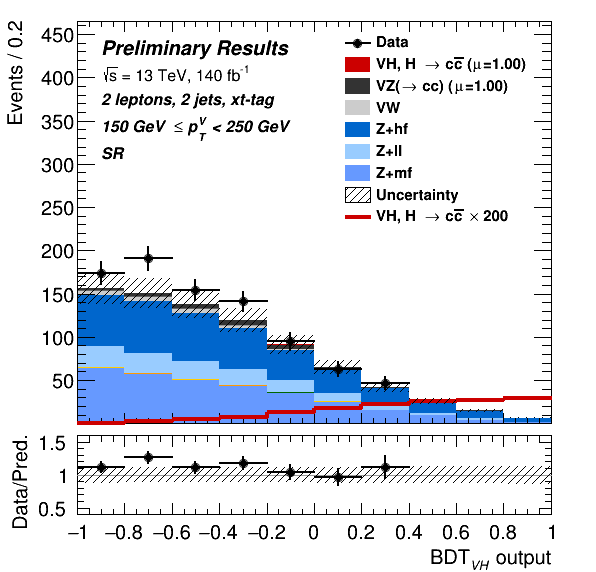 Events / 0.2
450
400
350
300
250
200
150
100
50
Preliminary Results
√s = 13 TeV, 140 fb⁻¹
2 leptons, 2 jets, xt-tag
150 GeV ≤ p_T^V < 250 GeV
SR
Data
VH, H → cc̅ (μ=1.00)
VZ(→ cc) (μ=1.00)
VW
Z+hf
Z+ll
Z+mf
Uncertainty
VH, H → cc̅ × 200
Data/Pred.
1.5
1
0.5
−1 −0.8 −0.6 −0.4 −0.2 0 0.2 0.4 0.6 0.8 1
BDT_VH output